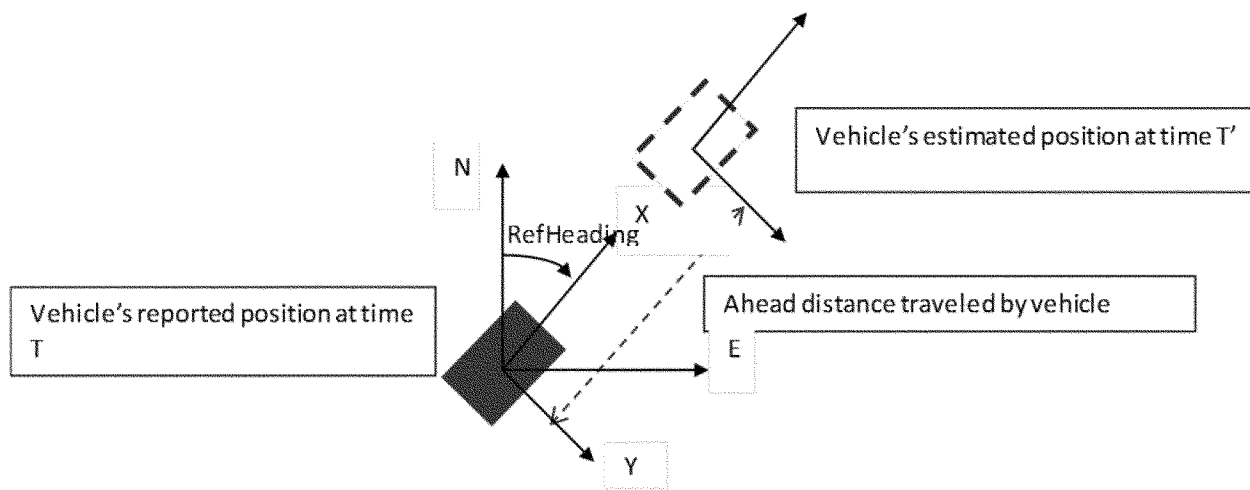 Vehicle's estimated position at time T'
N
X
RefHeading
Vehicle's reported position at time
T
Ahead distance traveled by vehicle
E
Y